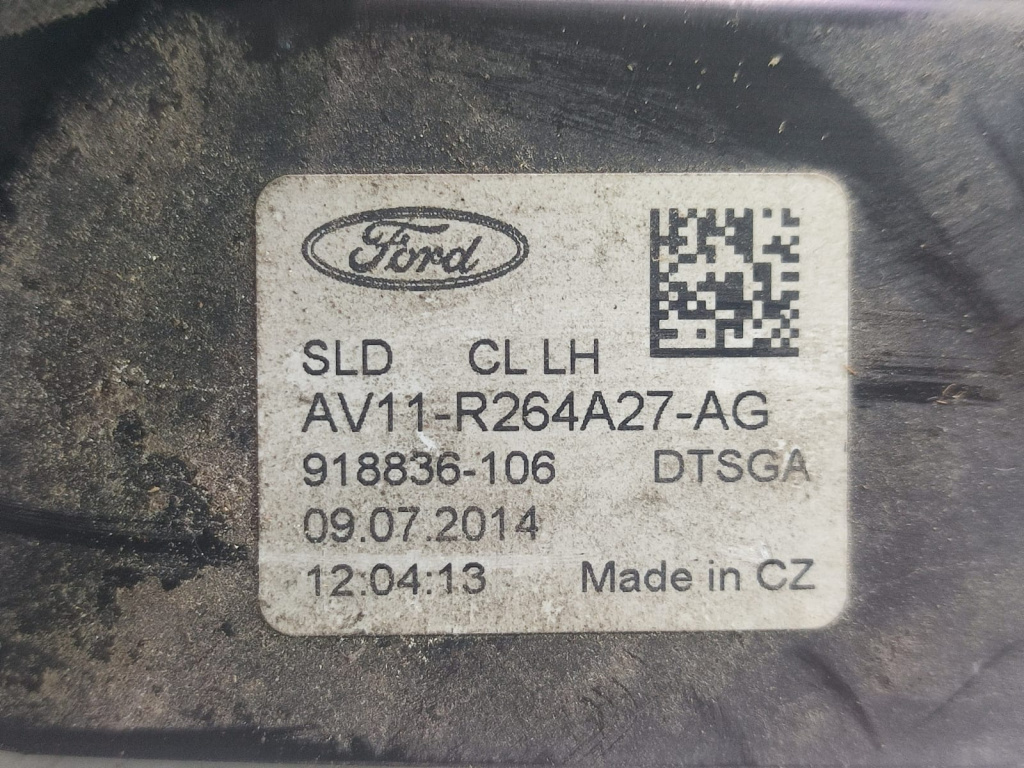 Ford
SLD CL LH
AV11-R264A27-AG
918836-106 DTSGA
09.07.2014
12:04:13 Made in CZ